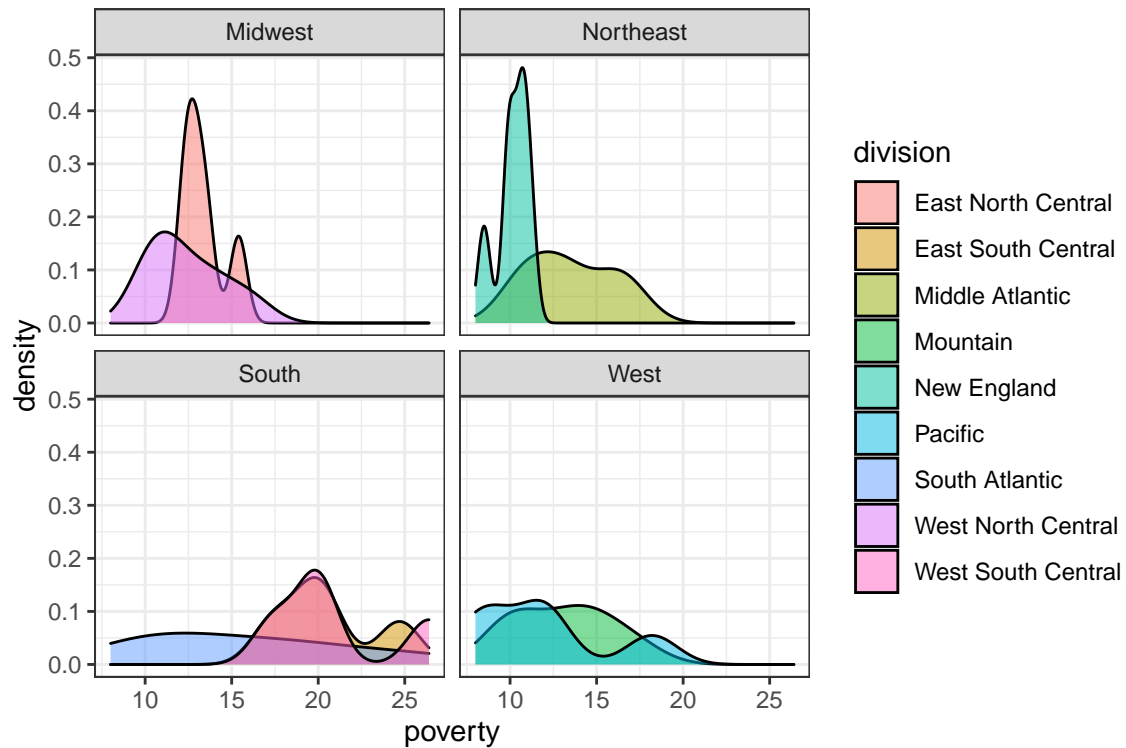 Midwest
Northeast
0.5
0.4
0.3
0.2
0.1
0.0
South
West
0.5
0.4
0.3
0.2
0.1
0.0
10 15 20 25
10 15 20 25
poverty
density
division
East North Central
East South Central
Middle Atlantic
Mountain
New England
Pacific
South Atlantic
West North Central
West South Central